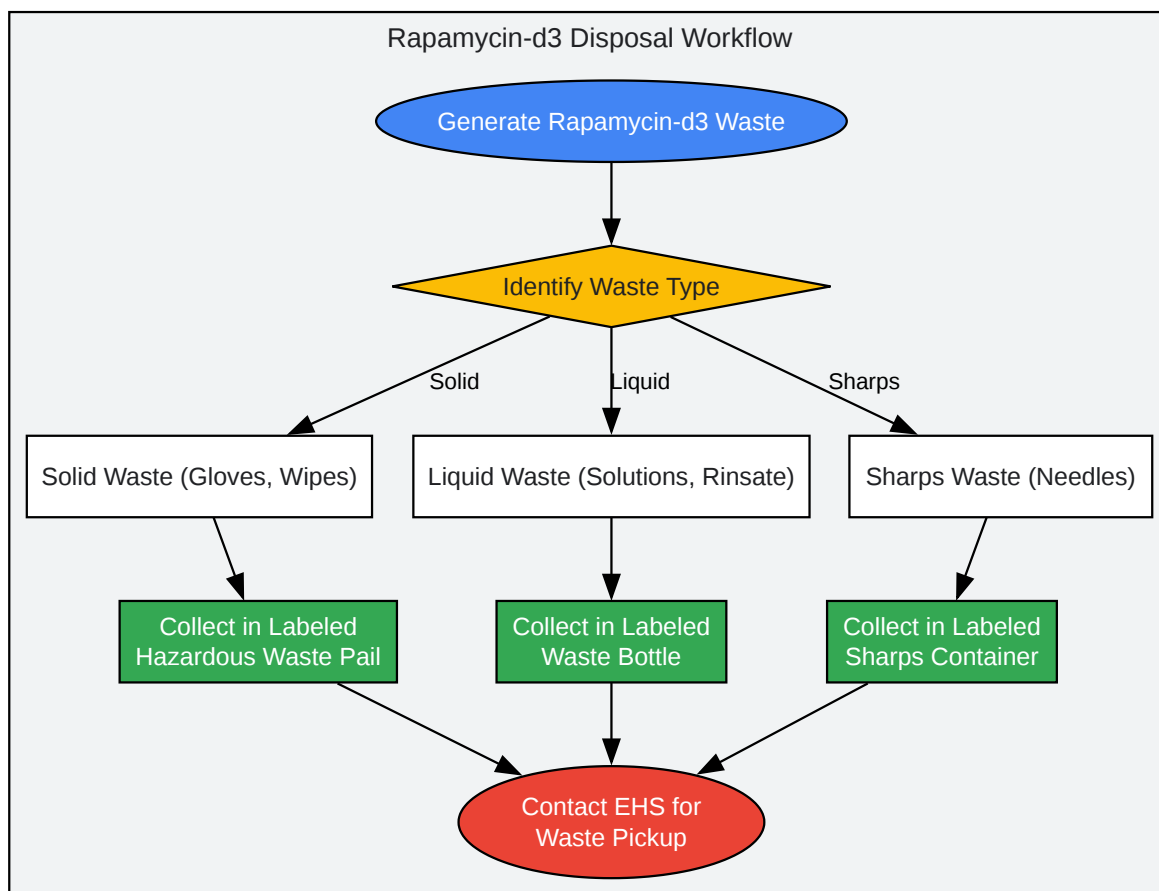 Rapamycin-d3 Disposal Workflow
Generate Rapamycin-d3 Waste
Identify Waste Type
Solid
Liquid
Sharps
Solid Waste (Gloves, Wipes)
Liquid Waste (Solutions, Rinsate)
Sharps Waste (Needles)
Collect in Labeled
Hazardous Waste Pail
Collect in Labeled
Waste Bottle
Collect in Labeled
Sharps Container
Contact EHS for
Waste Pickup